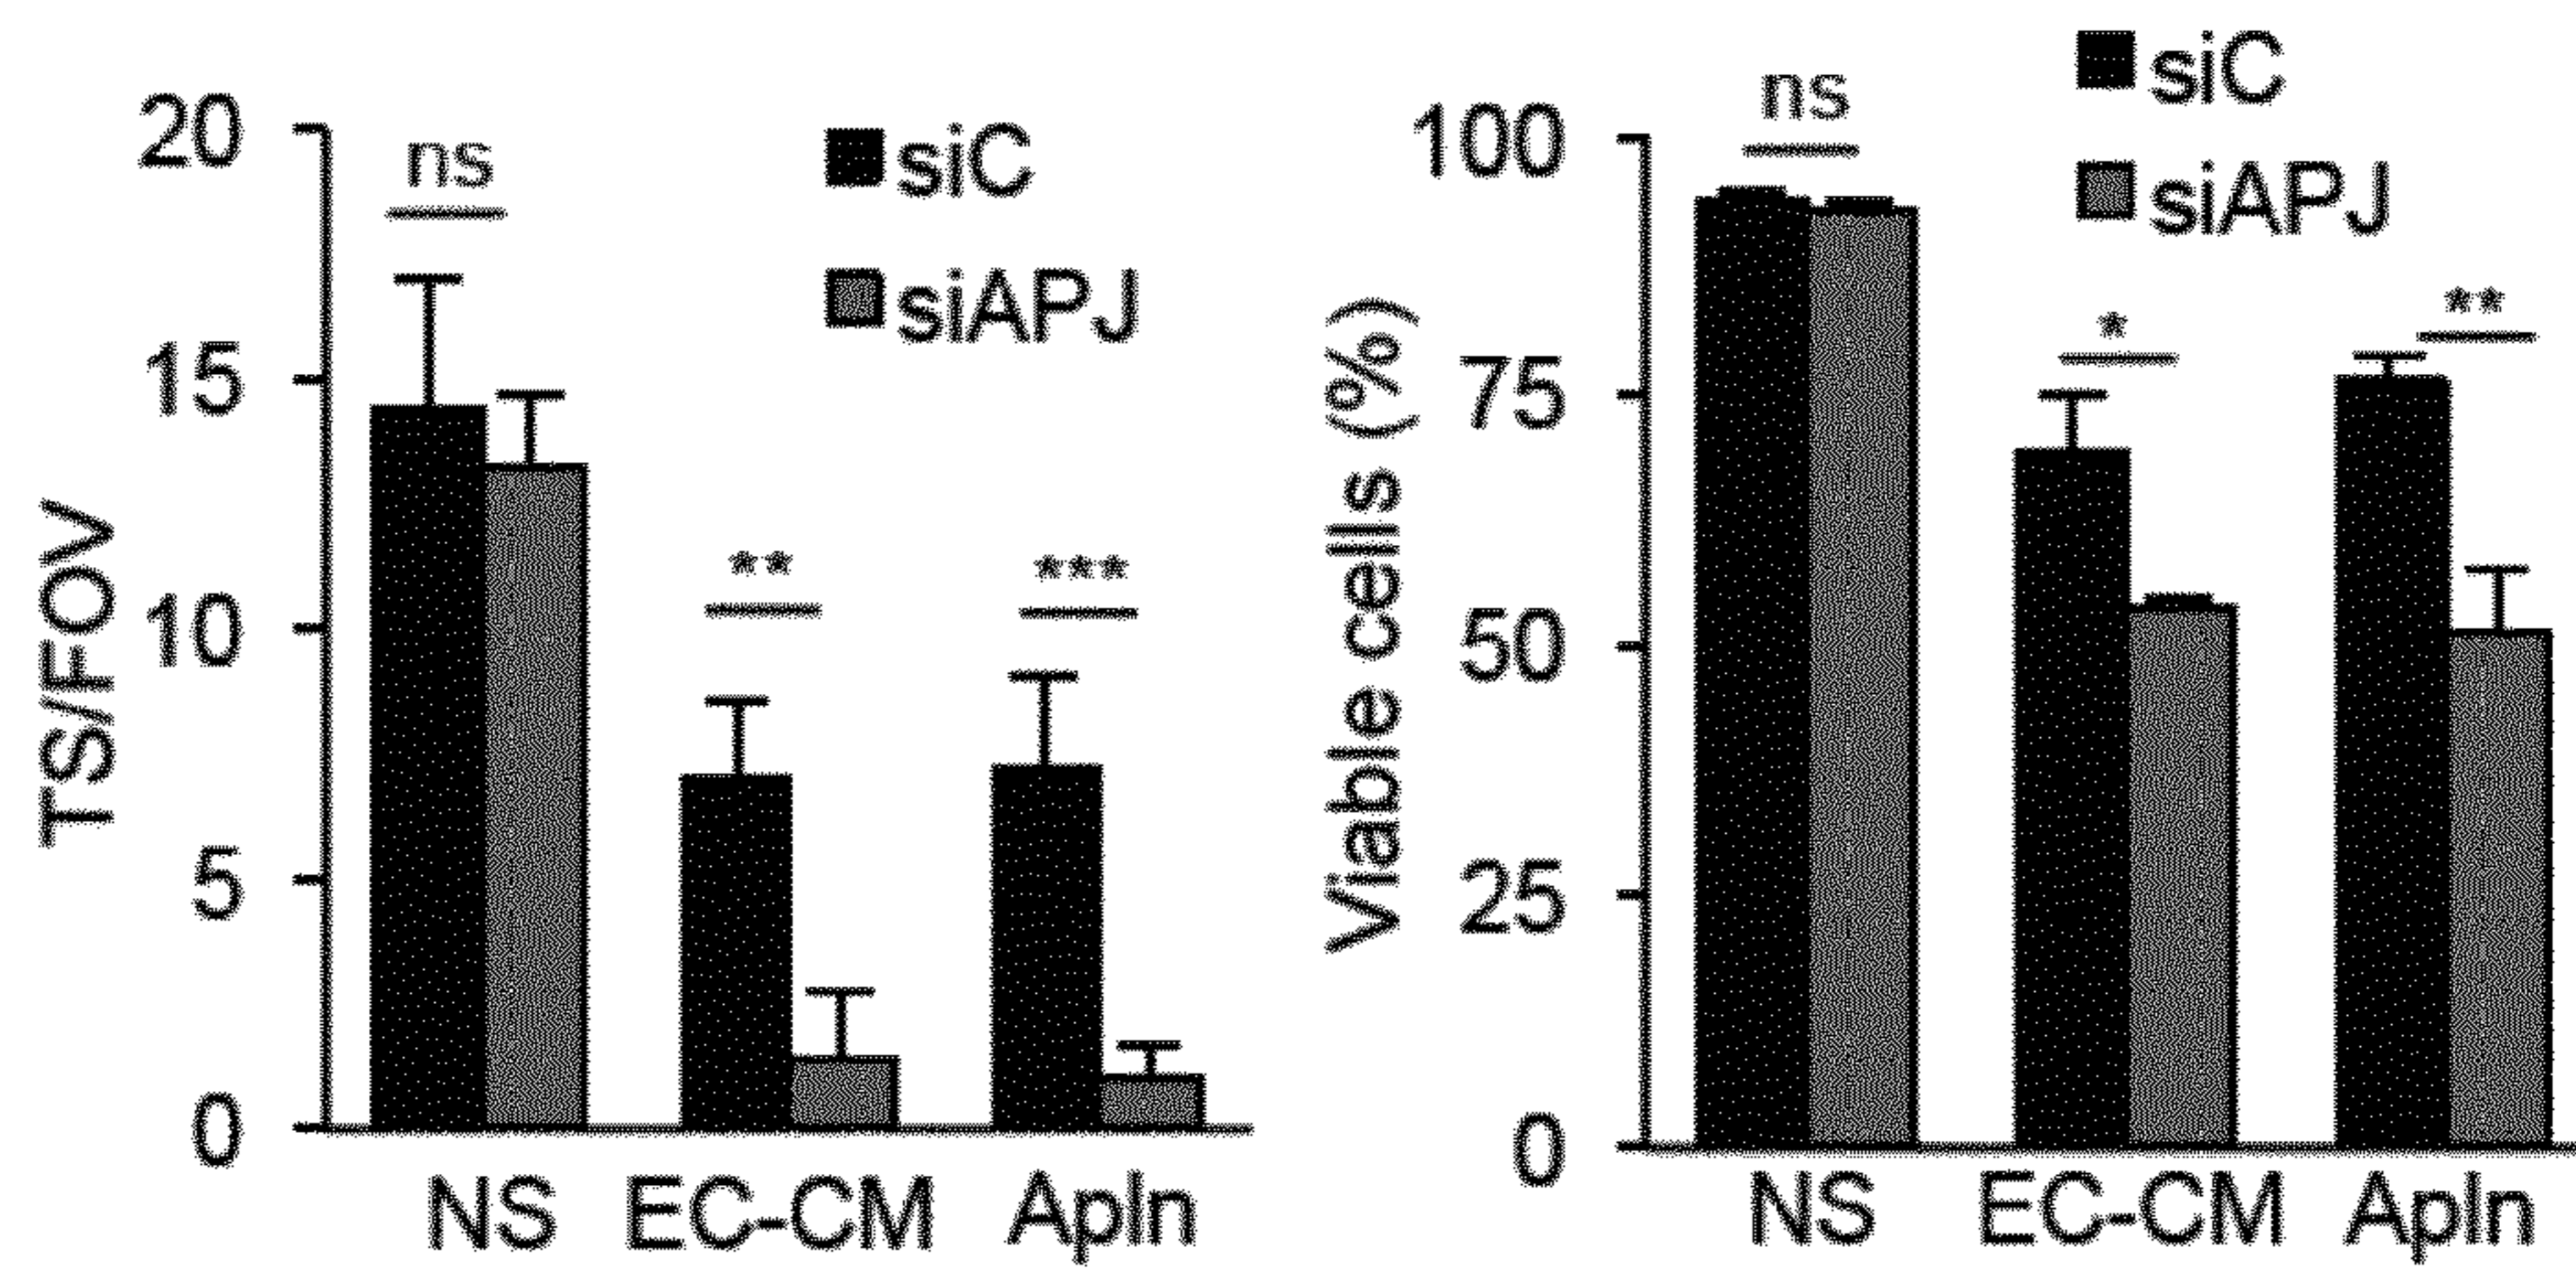 TS/FOV
20
15
10
5
0
ns
**
***
siC
siAPJ
NS EC-CM Apln
Viable cells (%)
100
75
50
25
0
ns
*
**
siC
siAPJ
NS EC-CM Apln